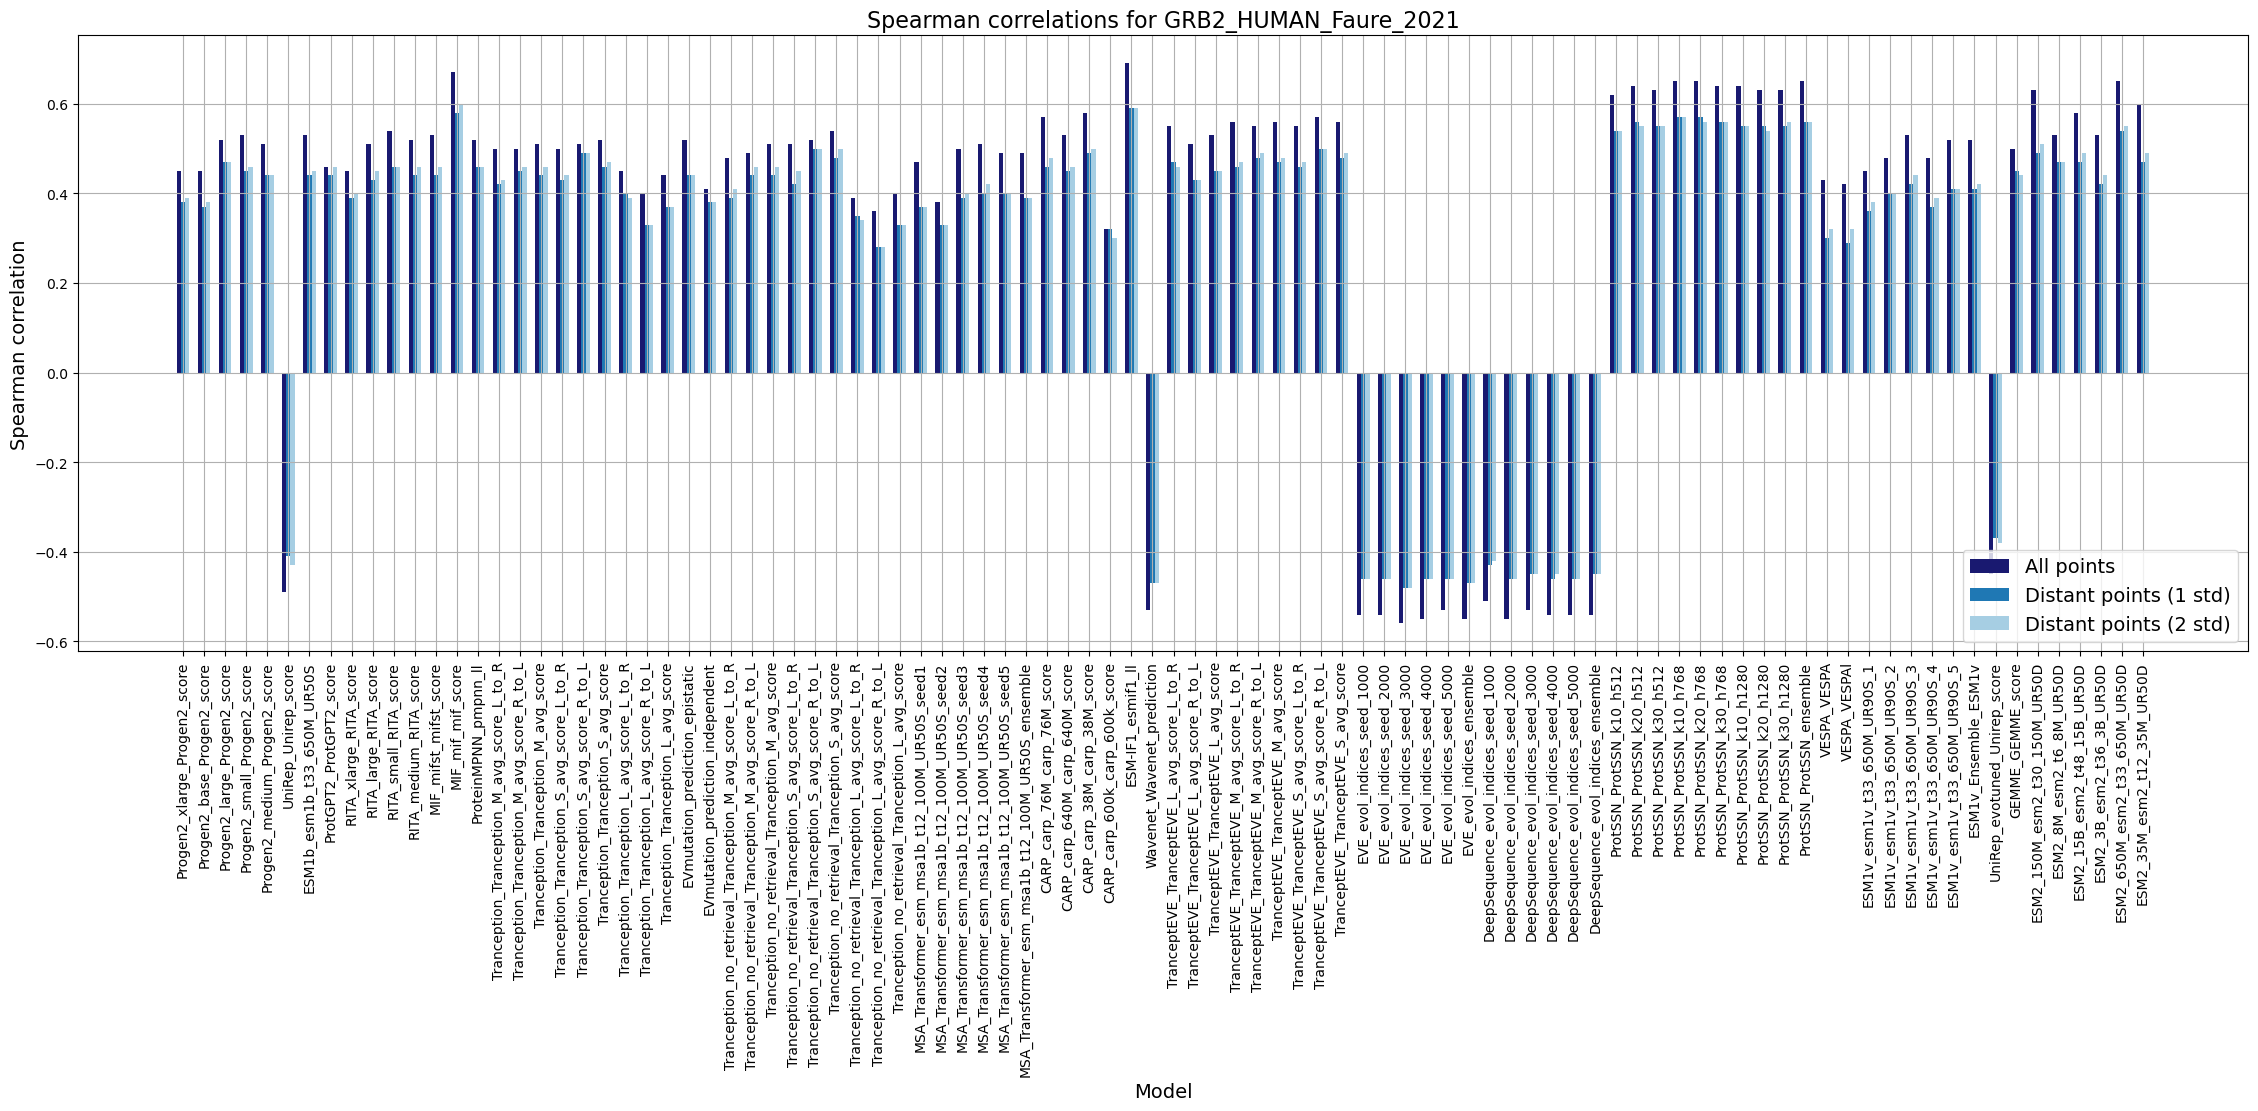 Spearman correlations for GRB2_HUMAN_Faure_2021
Spearman correlation
0.6
0.4
0.2
0.0
−0.2
−0.4
−0.6
All points
Distant points (1 std)
Distant points (2 std)
Progen2_xlarge_Progen2_score
Progen2_base_Progen2_score
Progen2_large_Progen2_score
Progen2_small_Progen2_score
Progen2_medium_Progen2_score
UniRep_Unirep_score
ESM1b_esm1b_t33_650M_UR50S
ProtGPT2_ProtGPT2_score
RITA_xlarge_RITA_score
RITA_large_RITA_score
RITA_small_RITA_score
RITA_medium_RITA_score
MIF_mifst_mifst_score
MIF_mif_mif_score
ProteinMPNN_pmpnn_ll
Tranception_Tranception_M_avg_score_L_to_R
Tranception_Tranception_M_avg_score_R_to_L
Tranception_Tranception_M_avg_score
Tranception_Tranception_S_avg_score_L_to_R
Tranception_Tranception_S_avg_score_R_to_L
Tranception_Tranception_S_avg_score
Tranception_Tranception_L_avg_score_L_to_R
Tranception_Tranception_L_avg_score_R_to_L
Tranception_Tranception_L_avg_score
EVmutation_prediction_epistatic
EVmutation_prediction_independent
Tranception_no_retrieval_Tranception_M_avg_score_L_to_R
Tranception_no_retrieval_Tranception_M_avg_score_R_to_L
Tranception_no_retrieval_Tranception_M_avg_score
Tranception_no_retrieval_Tranception_S_avg_score_L_to_R
Tranception_no_retrieval_Tranception_S_avg_score_R_to_L
Tranception_no_retrieval_Tranception_S_avg_score
Tranception_no_retrieval_Tranception_L_avg_score_L_to_R
Tranception_no_retrieval_Tranception_L_avg_score_R_to_L
Tranception_no_retrieval_Tranception_L_avg_score
MSA_Transformer_esm_msa1b_t12_100M_UR50S_seed1
MSA_Transformer_esm_msa1b_t12_100M_UR50S_seed2
MSA_Transformer_esm_msa1b_t12_100M_UR50S_seed3
MSA_Transformer_esm_msa1b_t12_100M_UR50S_seed4
MSA_Transformer_esm_msa1b_t12_100M_UR50S_seed5
MSA_Transformer_esm_msa1b_t12_100M_UR50S_ensemble
CARP_carp_76M_carp_76M_score
CARP_carp_640M_carp_640M_score
CARP_carp_38M_carp_38M_score
CARP_carp_600k_carp_600k_score
ESM-IF1_esmif1_ll
Wavenet_Wavenet_prediction
TranceptEVE_TranceptEVE_L_avg_score_L_to_R
TranceptEVE_TranceptEVE_L_avg_score_R_to_L
TranceptEVE_TranceptEVE_L_avg_score
TranceptEVE_TranceptEVE_M_avg_score_L_to_R
TranceptEVE_TranceptEVE_M_avg_score_R_to_L
TranceptEVE_TranceptEVE_M_avg_score
TranceptEVE_TranceptEVE_S_avg_score_L_to_R
TranceptEVE_TranceptEVE_S_avg_score_R_to_L
TranceptEVE_TranceptEVE_S_avg_score
EVE_evol_indices_seed_1000
EVE_evol_indices_seed_2000
EVE_evol_indices_seed_3000
EVE_evol_indices_seed_4000
EVE_evol_indices_seed_5000
EVE_evol_indices_ensemble
DeepSequence_evol_indices_seed_1000
DeepSequence_evol_indices_seed_2000
DeepSequence_evol_indices_seed_3000
DeepSequence_evol_indices_seed_4000
DeepSequence_evol_indices_seed_5000
DeepSequence_evol_indices_ensemble
ProtSSN_ProtSSN_k10_h512
ProtSSN_ProtSSN_k20_h512
ProtSSN_ProtSSN_k30_h512
ProtSSN_ProtSSN_k10_h768
ProtSSN_ProtSSN_k20_h768
ProtSSN_ProtSSN_k30_h768
ProtSSN_ProtSSN_k10_h1280
ProtSSN_ProtSSN_k20_h1280
ProtSSN_ProtSSN_k30_h1280
ProtSSN_ProtSSN_ensemble
VESPA_VESPA
VESPA_VESPAl
ESM1v_esm1v_t33_650M_UR90S_1
ESM1v_esm1v_t33_650M_UR90S_2
ESM1v_esm1v_t33_650M_UR90S_3
ESM1v_esm1v_t33_650M_UR90S_4
ESM1v_esm1v_t33_650M_UR90S_5
ESM1v_Ensemble_ESM1v
UniRep_evotuned_Unirep_score
GEMME_GEMME_score
ESM2_150M_esm2_t30_150M_UR50D
ESM2_8M_esm2_t6_8M_UR50D
ESM2_15B_esm2_t48_15B_UR50D
ESM2_3B_esm2_t36_3B_UR50D
ESM2_650M_esm2_t33_650M_UR50D
ESM2_35M_esm2_t12_35M_UR50D
Model